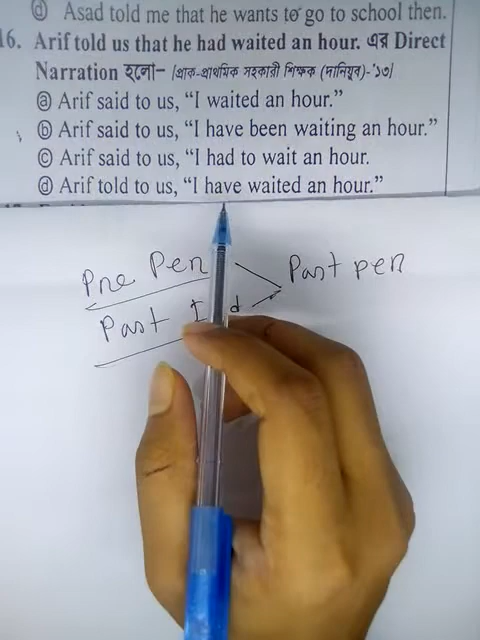 ⓓ Asad told me that he wants to go to school then.
16. Arif told us that he had waited an hour. এর Direct
Narration হলো– [প্রাক-প্রাথমিক সহকারী শিক্ষক (দানিয়ুব)-'১৩]
ⓐ Arif said to us, “I waited an hour.”
ⓑ Arif said to us, “I have been waiting an hour.”
ⓒ Arif said to us, “I had to wait an hour.
ⓓ Arif told to us, “I have waited an hour.”
Pre Per
Past per
Past I d